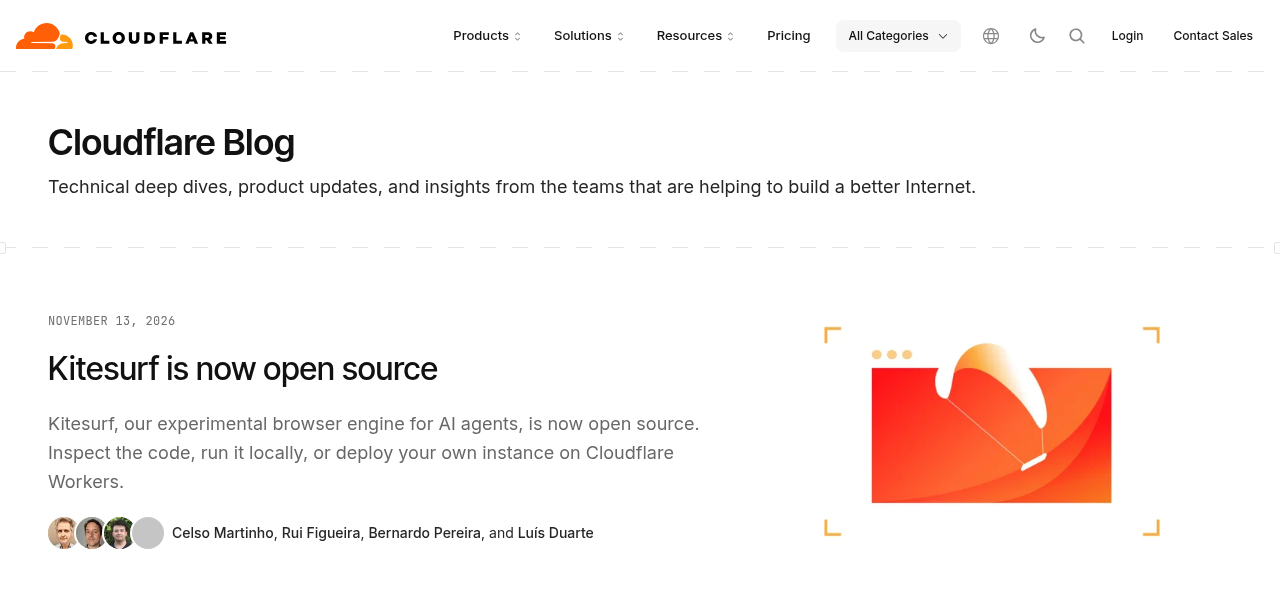 CLOUDFLARE
Products Solutions Resources Pricing All Categories Login Contact Sales
Cloudflare Blog
Technical deep dives, product updates, and insights from the teams that are helping to build a better Internet.
NOVEMBER 13, 2026
Kitesurf is now open source
Kitesurf, our experimental browser engine for AI agents, is now open source.
Inspect the code, run it locally, or deploy your own instance on Cloudflare
Workers.
Celso Martinho, Rui Figueira, Bernardo Pereira, and Luís Duarte